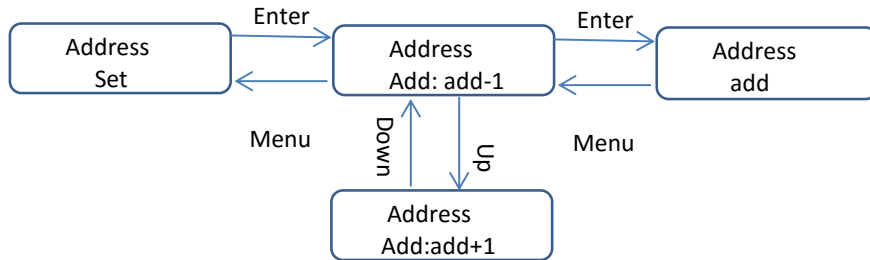 Enter
Enter
Address
Set
Address
Add: add-1
Address
add
Menu
Down
Up
Menu
Address
Add:add+1